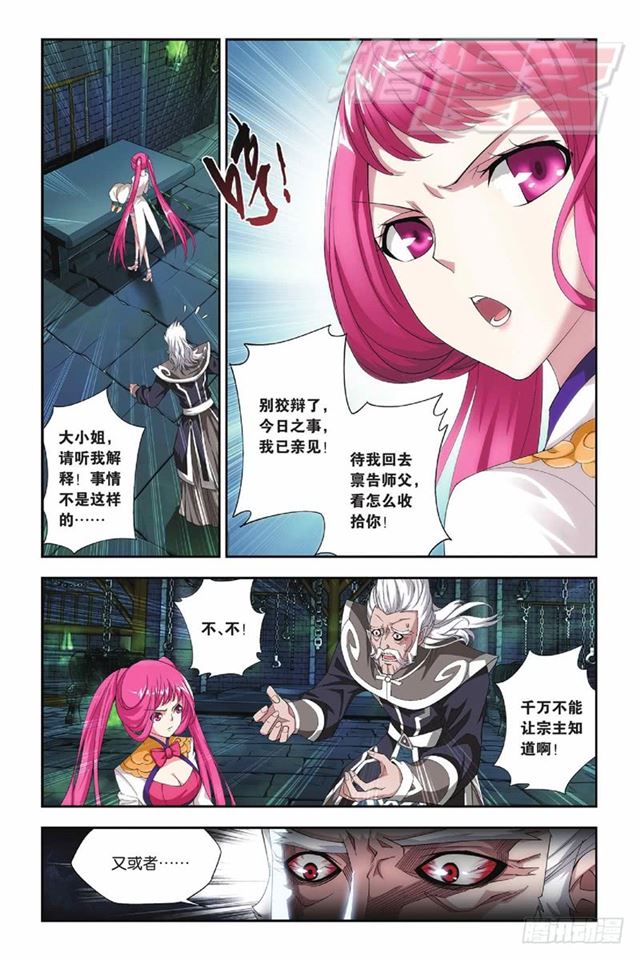 大小姐，
请听我解
释！事情
不是这样
的……
哼！
别狡辩了，
今日之事，
我已亲见！
待我回去
禀告师父，
看怎么收
拾你！
不、不！
千万不能
让宗主知
道啊！
又或者……
腾讯动漫